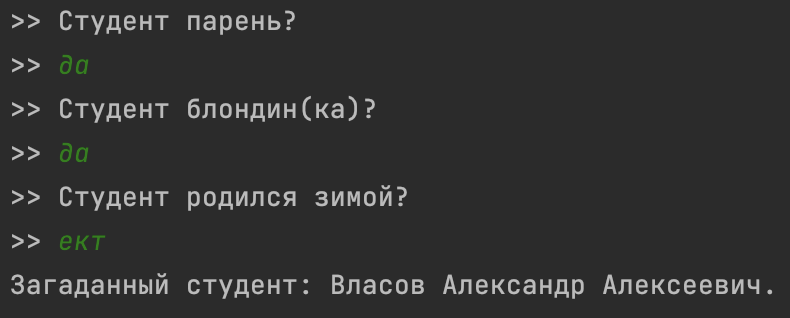 >> Студент парень?
>> да
>> Студент блондин(ка)?
>> да
>> Студент родился зимой?
>> ект
Загаданный студент: Власов Александр Алексеевич.